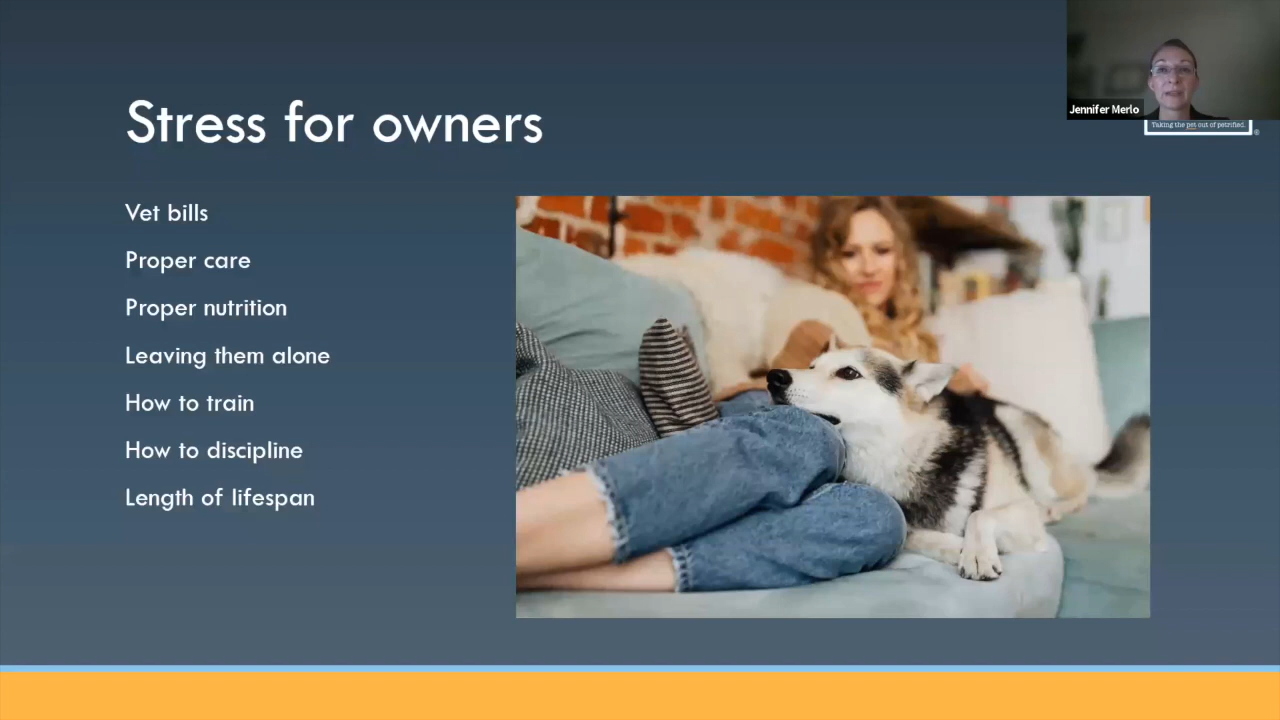 Stress for owners
Jennifer Merlo
Taking the pet out of petrified.
®
Vet bills
Proper care
Proper nutrition
Leaving them alone
How to train
How to discipline
Length of lifespan